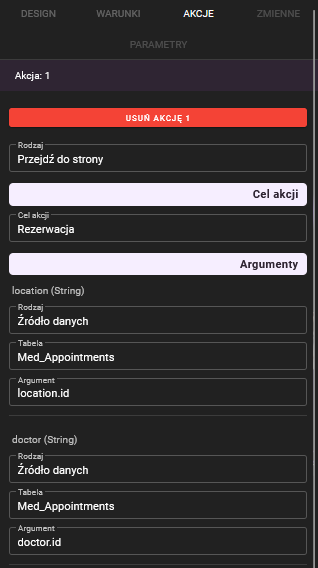 DESIGN WARUNKI AKCJE ZMIENNE
PARAMETRY
Akcja: 1
USUŃ AKCJĘ 1
Rodzaj
Przejdź do strony
Cel akcji
Cel akcji
Rezerwacja
Argumenty
location (String)
Rodzaj
Źródło danych
Tabela
Med_Appointments
Argument
location.id
doctor (String)
Rodzaj
Źródło danych
Tabela
Med_Appointments
Argument
doctor.id